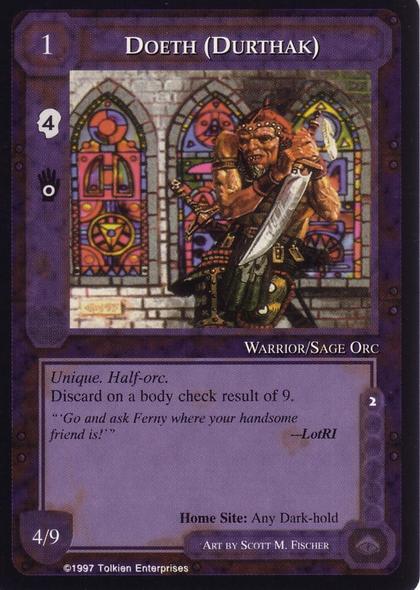 1
DOETH (DURTHAK)
4
0
WARRIOR/SAGE ORC
Unique. Half-orc.
Discard on a body check result of 9.
2
“‘Go and ask Ferny where your handsome
friend is!’” —LotRI
Home Site: Any Dark-hold
4/9
ART BY SCOTT M. FISCHER
©1997 Tolkien Enterprises